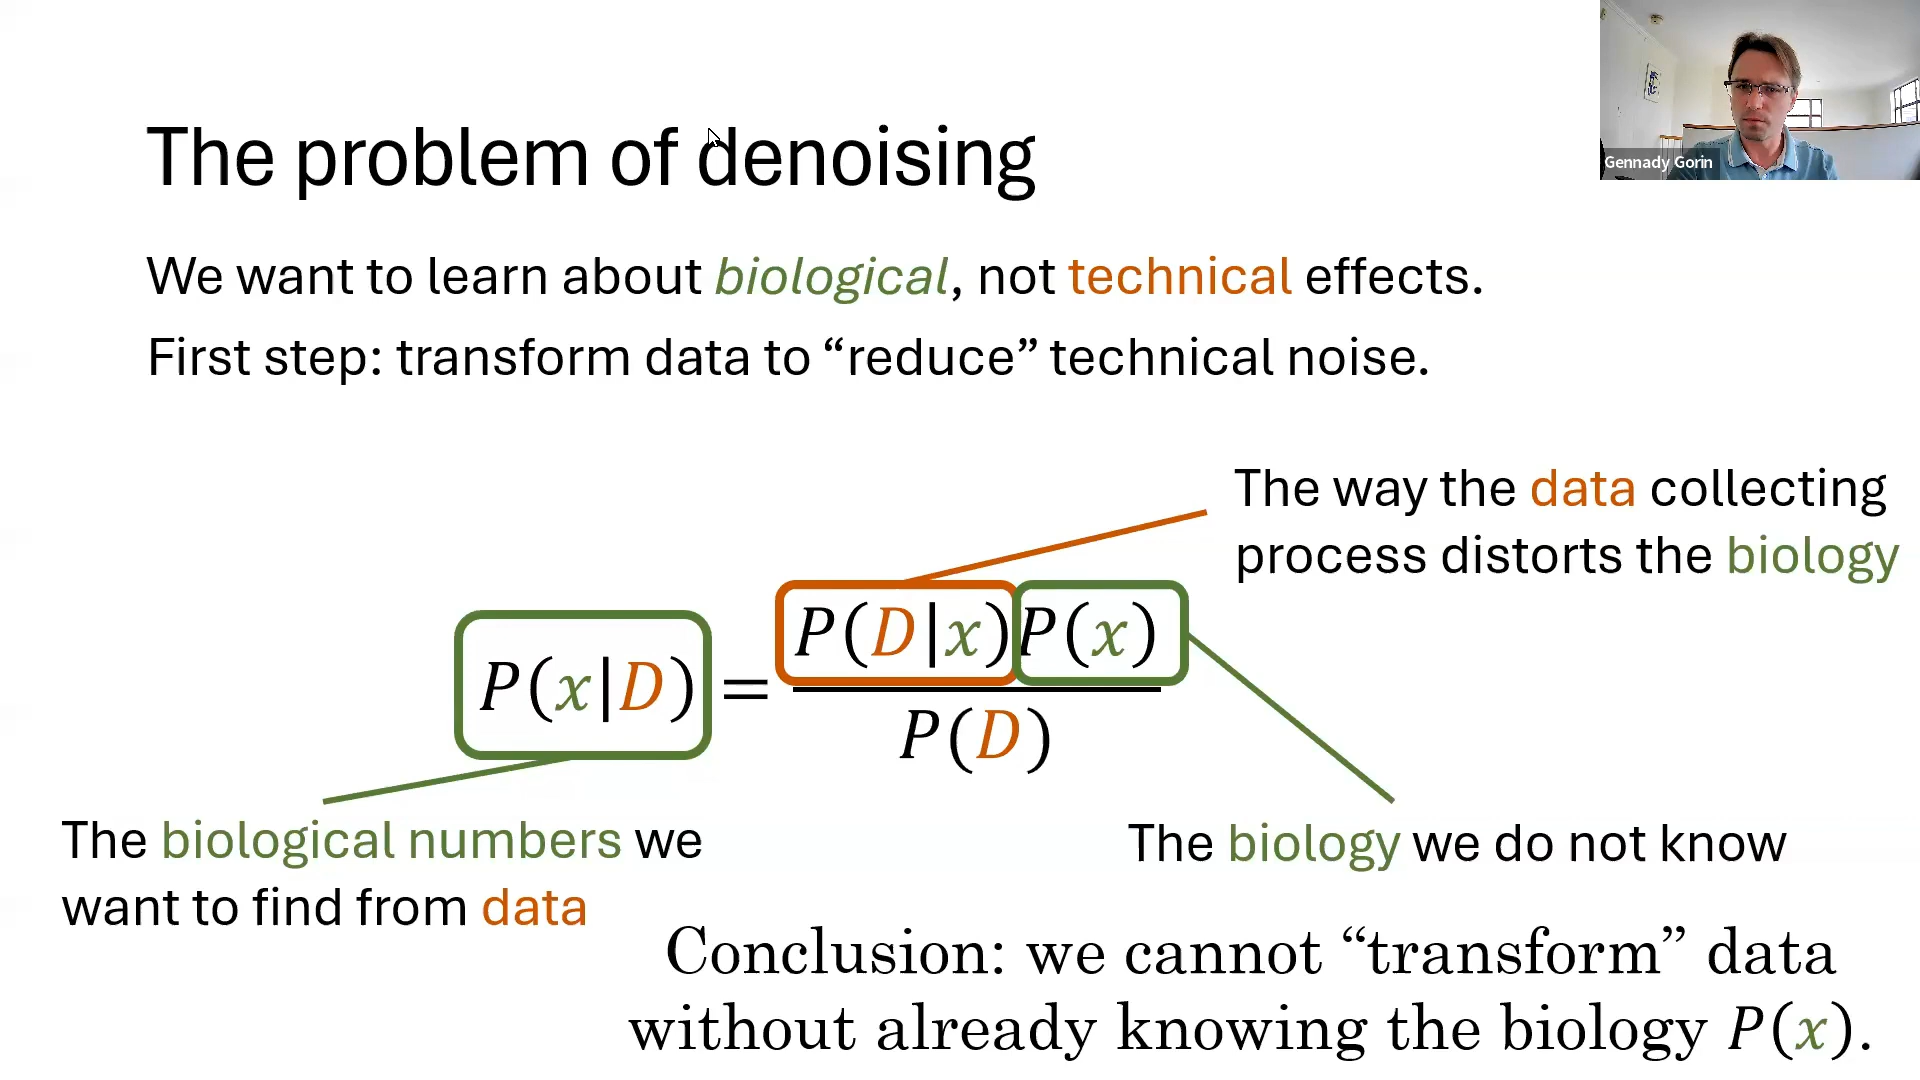 Gennady Gorin
The problem of denoising
We want to learn about biological, not technical effects.
First step: transform data to “reduce” technical noise.
The way the data collecting
process distorts the biology
P(x|D) = P(D|x)P(x)
P(D)
The biological numbers we
want to find from data
The biology we do not know
Conclusion: we cannot “transform” data
without already knowing the biology P(x).